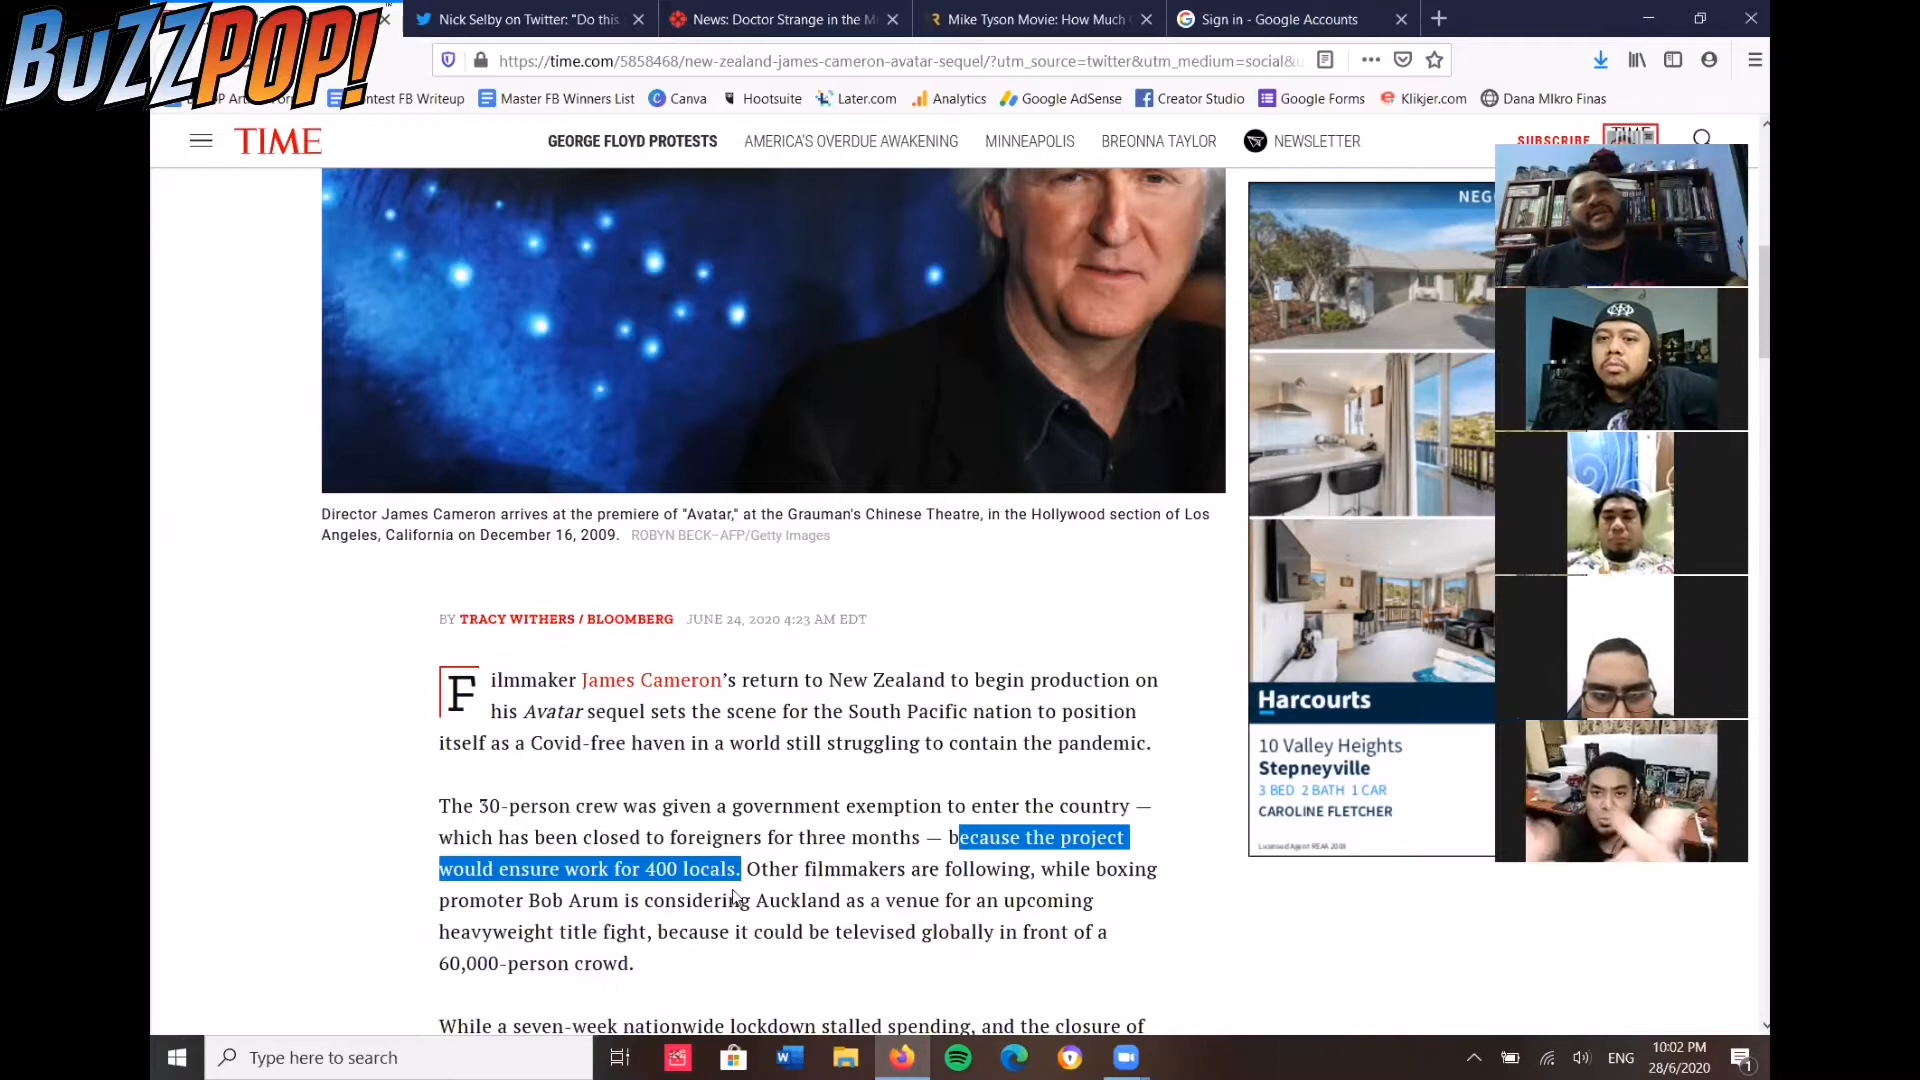 BUZZPOP!
Nick Selby on Twitter: "Do this
News: Doctor Strange in the M
Mike Tyson Movie: How Much
Sign in - Google Accounts
https://time.com/5858468/new-zealand-james-cameron-avatar-sequel/?utm_source=twitter&utm_medium=social&
ntest FB Writeup
Master FB Winners List
Canva
Hootsuite
Later.com
Analytics
Google AdSense
Creator Studio
Google Forms
Klikjer.com
Dana MIkro Finas
TIME
GEORGE FLOYD PROTESTS
AMERICA'S OVERDUE AWAKENING
MINNEAPOLIS
BREONNA TAYLOR
NEWSLETTER
SUBSCRIBE
NEG
Director James Cameron arrives at the premiere of "Avatar," at the Grauman's Chinese Theatre, in the Hollywood section of Los
Angeles, California on December 16, 2009. ROBYN BECK–AFP/Getty Images
BY TRACY WITHERS / BLOOMBERG JUNE 24, 2020 4:23 AM EDT
Filmmaker James Cameron's return to New Zealand to begin production on
his Avatar sequel sets the scene for the South Pacific nation to position
itself as a Covid-free haven in a world still struggling to contain the pandemic.
The 30-person crew was given a government exemption to enter the country —
which has been closed to foreigners for three months — because the project
would ensure work for 400 locals. Other filmmakers are following, while boxing
promoter Bob Arum is considering Auckland as a venue for an upcoming
heavyweight title fight, because it could be televised globally in front of a
60,000-person crowd.
While a seven-week nationwide lockdown stalled spending, and the closure of
Harcourts
10 Valley Heights
Stepneyville
3 BED 2 BATH 1 CAR
CAROLINE FLETCHER
Licensed Agent REAA 2008
Type here to search
ENG
10:02 PM
28/6/2020
1